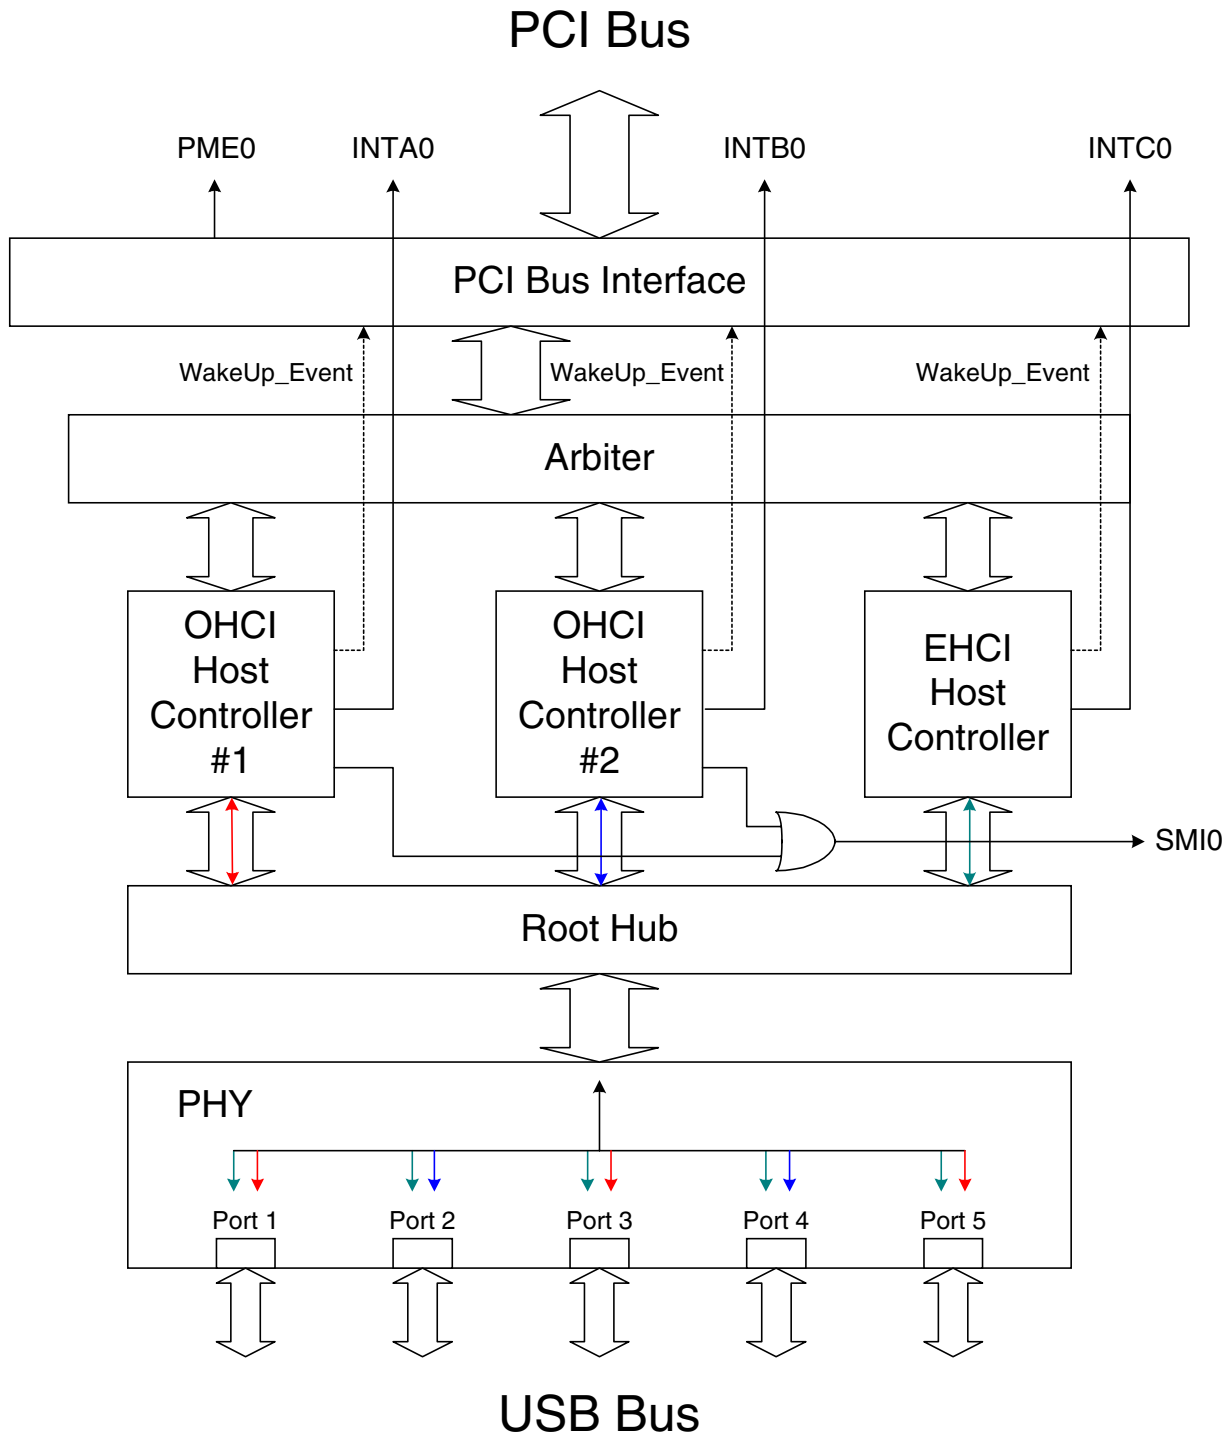 PCI Bus
PME0
INTA0
INTB0
INTC0
PCI Bus Interface
WakeUp_Event
WakeUp_Event
WakeUp_Event
Arbiter
OHCI
Host
Controller
#1
OHCI
Host
Controller
#2
EHCI
Host
Controller
SMI0
Root Hub
PHY
Port 1
Port 2
Port 3
Port 4
Port 5
USB Bus